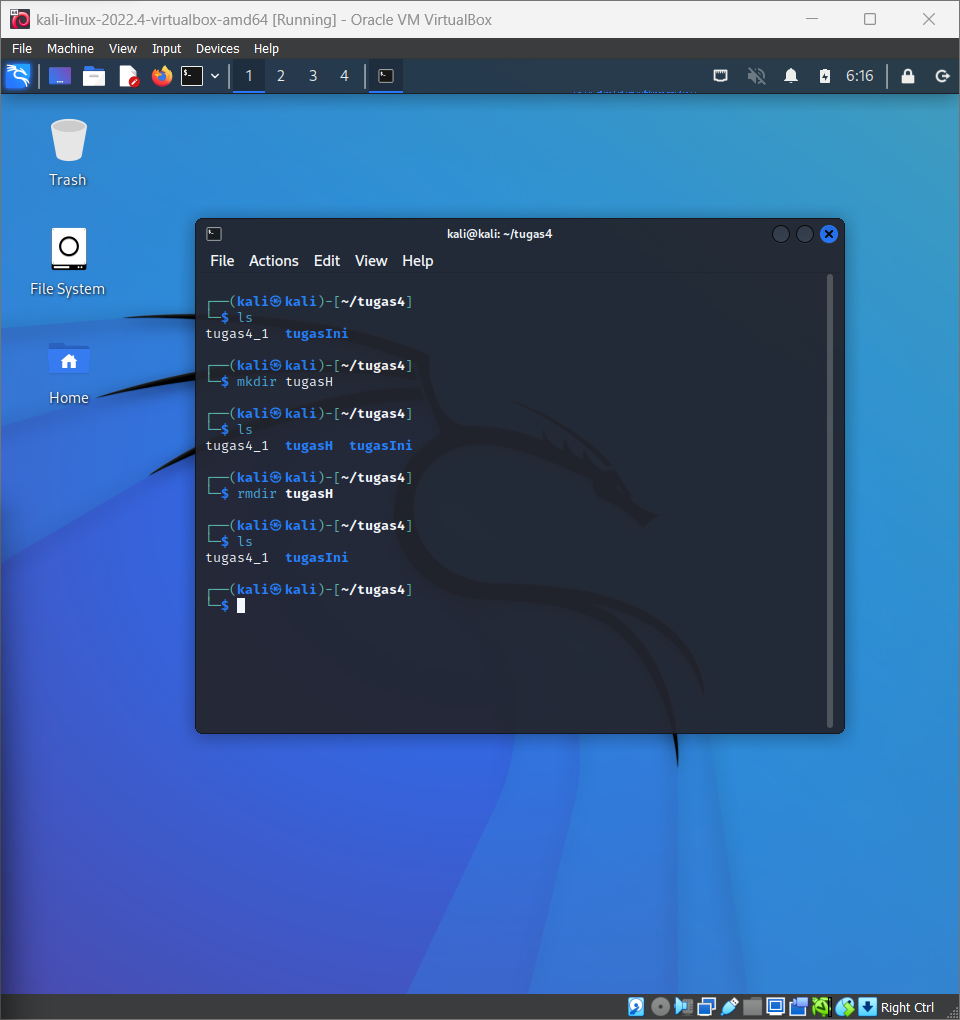 kali-linux-2022.4-virtualbox-amd64 [Running] - Oracle VM VirtualBox
File Machine View Input Devices Help
1 2 3 4 6:16
Trash
File System
Home
kali@kali: ~/tugas4
File Actions Edit View Help
┌──(kali㉿kali)-[~/tugas4]
└─$ ls
tugas4_1 tugasIni
┌──(kali㉿kali)-[~/tugas4]
└─$ mkdir tugasH
┌──(kali㉿kali)-[~/tugas4]
└─$ ls
tugas4_1 tugasH tugasIni
┌──(kali㉿kali)-[~/tugas4]
└─$ rmdir tugasH
┌──(kali㉿kali)-[~/tugas4]
└─$ ls
tugas4_1 tugasIni
┌──(kali㉿kali)-[~/tugas4]
└─$
Right Ctrl